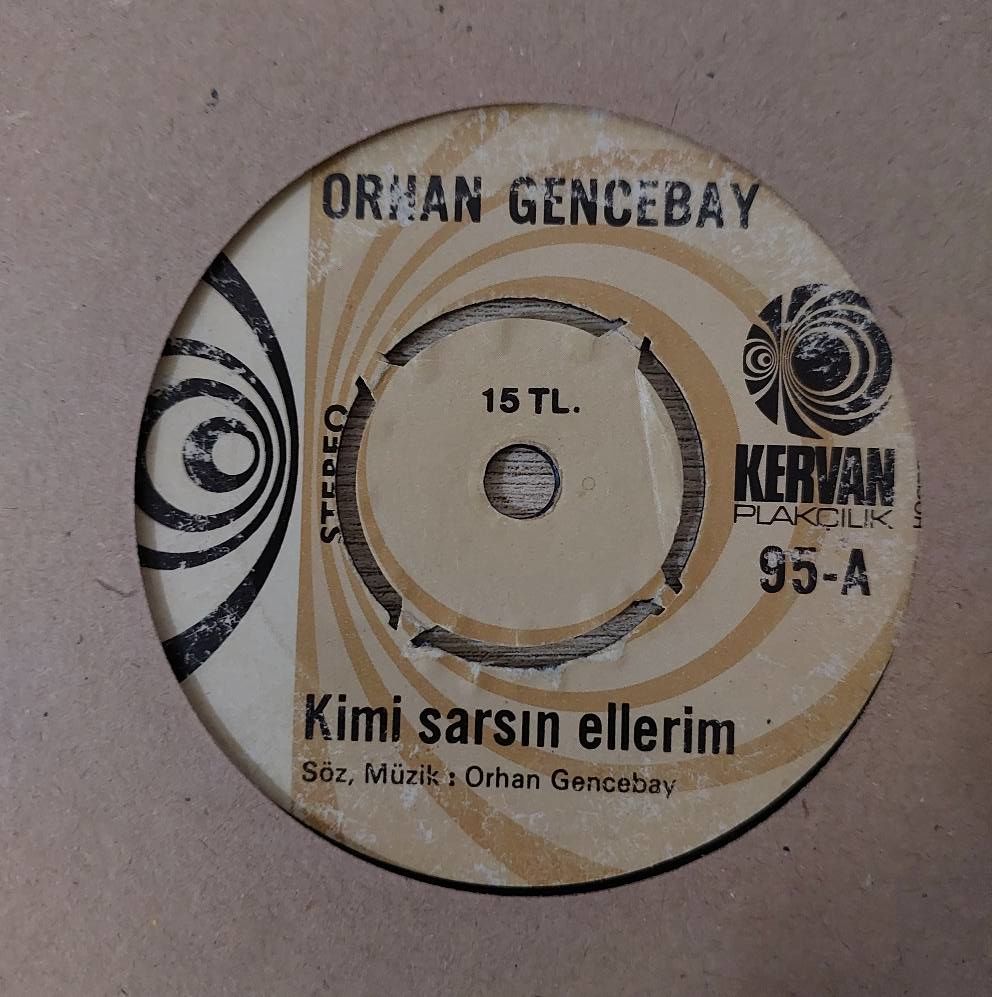 ORHAN GENCEBAY
15 TL.
STEREO
KERVAN
PLAKÇILIK
95-A
Kimi sarsın ellerim
Söz, Müzik : Orhan Gencebay